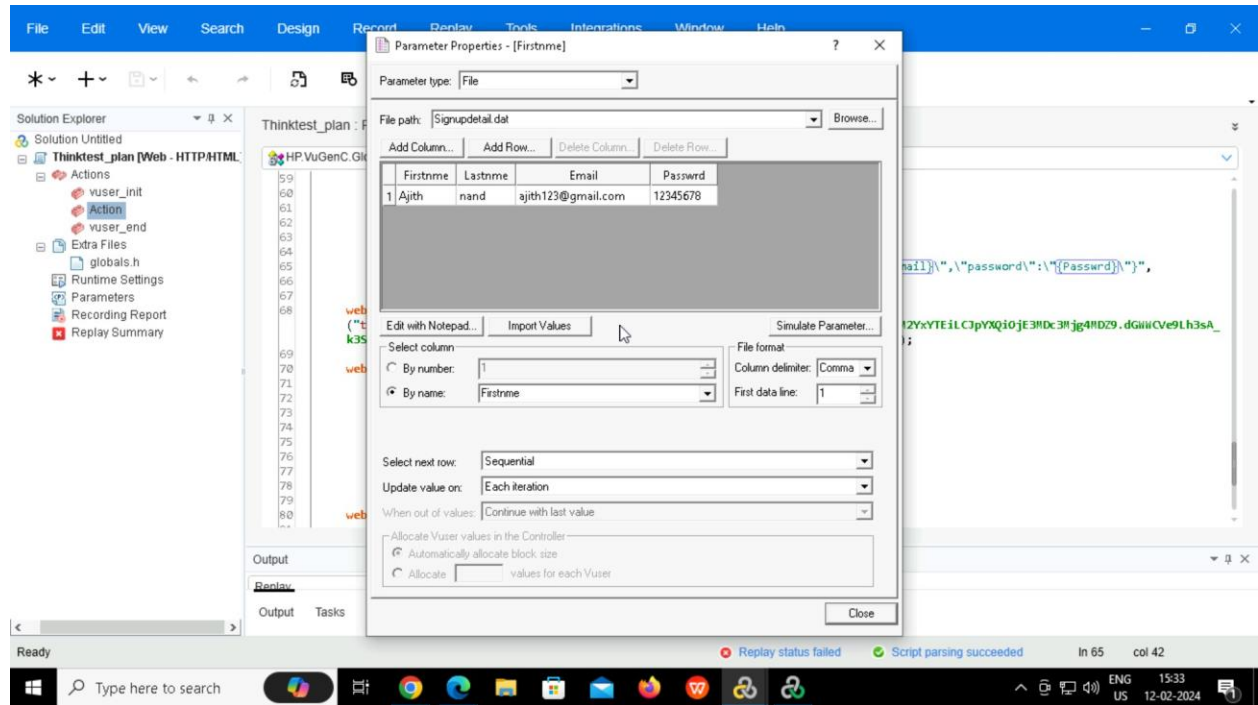 File Edit View Search Design Record Replay Tools Integrations Window Help
Parameter Properties - [Firstnme] ? ×
Parameter type: File
Solution Explorer
Solution Untitled
Thinktest_plan [Web - HTTP/HTML]
Actions
vuser_init
Action
vuser_end
Extra Files
globals.h
Runtime Settings
Parameters
Recording Report
Replay Summary
Thinktest_plan :
HP.VuGenC.Glo
59
60
61
62
63
64
65 mail}\",\"password\":\"{Passwrd}\"}",
66
67
68 web
("t
k3S
);
69
70 web
71
72
73
74
75
76
77
78
79
80 web
File path: Signupdetail.dat Browse...
Add Column... Add Row... Delete Column... Delete Row...
Firstnme Lastnme Email Passwrd
1 Ajith nand ajith123@gmail.com 12345678
Edit with Notepad... Import Values Simulate Parameter...
Select column
By number: 1
By name: Firstnme
File format
Column delimiter: Comma
First data line: 1
Select next row: Sequential
Update value on: Each iteration
When out of values: Continue with last value
Allocate Vuser values in the Controller
Automatically allocate block size
Allocate values for each Vuser
Close
Output
Replay
Output Tasks
Ready Replay status failed Script parsing succeeded ln 65 col 42
Type here to search ENG 15:33
US 12-02-2024